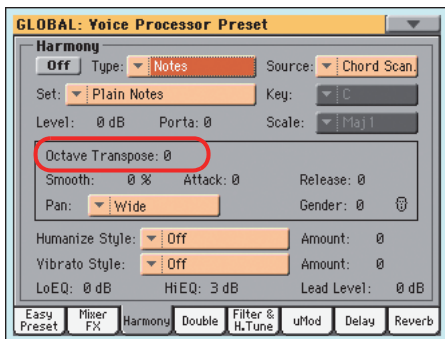 GLOBAL: Voice Processor Preset
Harmony
Off Type: Notes Source: Chord Scan.
Set: Plain Notes Key: C
Level: 0 dB Porta: 0 Scale: Maj1
Octave Transpose: 0
Smooth: 0 % Attack: 0 Release: 0
Pan: Wide Gender: 0
Humanize Style: Off Amount: 0
Vibrato Style: Off Amount: 0
LoEQ: 0 dB HiEQ: 3 dB Lead Level: 0 dB
Easy Preset Mixer FX Harmony Double Filter & H.Tune uMod Delay Reverb